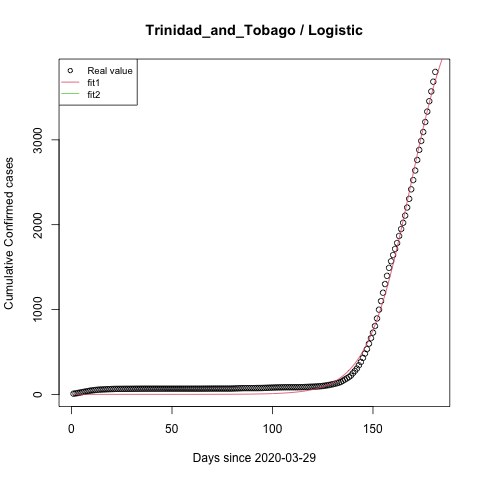 Trinidad_and_Tobago / Logistic
Real value
fit1
fit2
Cumulative Confirmed cases
3000
2000
1000
0
0 50 100 150
Days since 2020-03-29